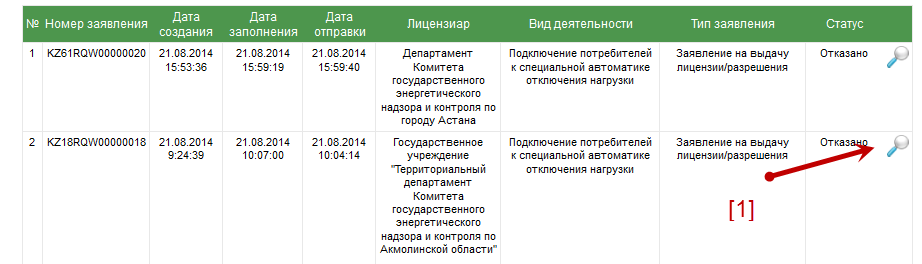 № Номер заявления Дата создания Дата заполнения Дата отправки Лицензиар Вид деятельности Тип заявления Статус
1 KZ61RQW00000020 21.08.2014 21.08.2014 21.08.2014 Департамент Подключение потребителей Заявление на выдачу Отказано
15:53:36 15:59:19 15:59:40 Комитета к специальной автоматике лицензии/разрешения
государственного отключения нагрузки
энергетического
надзора и контроля по
городу Астана
2 KZ18RQW00000018 21.08.2014 21.08.2014 21.08.2014 Государственное Подключение потребителей Заявление на выдачу Отказано
9:24:39 10:07:00 10:04:14 учреждение к специальной автоматике лицензии/разрешения
"Территориальный отключения нагрузки
департамент
Комитета
государственного
энергетического
надзора и контроля по
Акмолинской области"
[1]